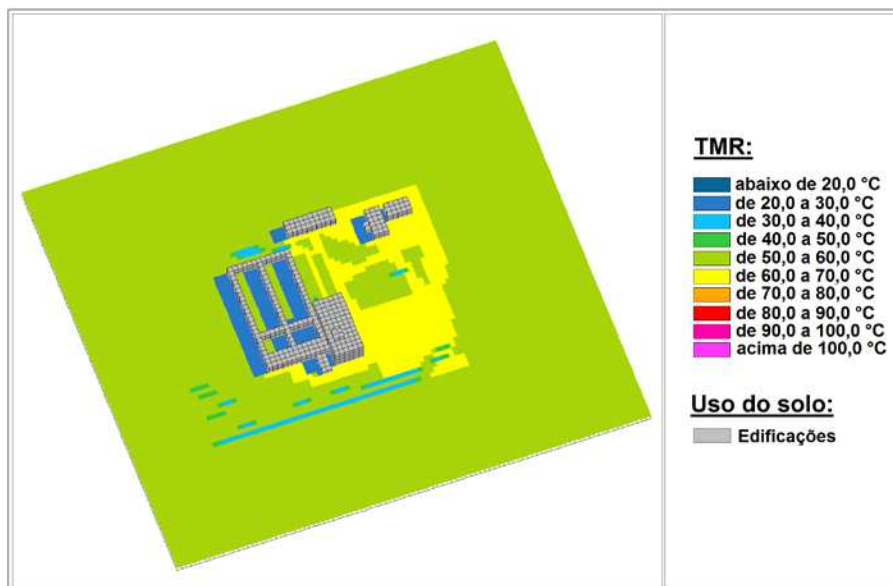 TMR:
abaixo de 20,0 °C
de 20,0 a 30,0 °C
de 30,0 a 40,0 °C
de 40,0 a 50,0 °C
de 50,0 a 60,0 °C
de 60,0 a 70,0 °C
de 70,0 a 80,0 °C
de 80,0 a 90,0 °C
de 90,0 a 100,0 °C
acima de 100,0 °C
Uso do solo:
Edificações